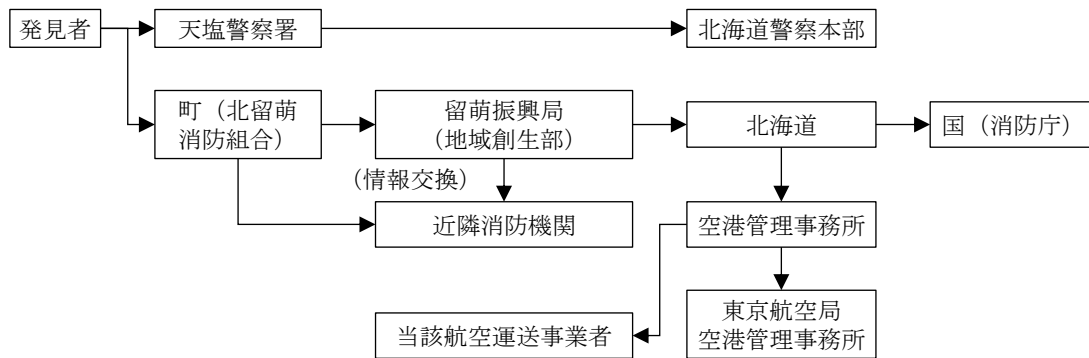 発見者
天塩警察署
北海道警察本部
町（北留萌
消防組合）
留萌振興局
（地域創生部）
北海道
国（消防庁）
（情報交換）
近隣消防機関
空港管理事務所
当該航空運送事業者
東京航空局
空港管理事務所